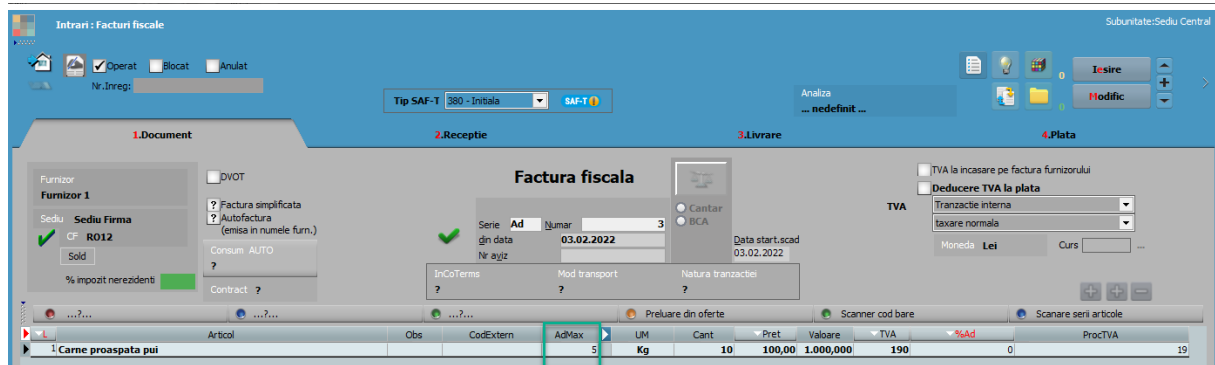 Intrari : Facturi fiscale
Subunitate:Sediu Central
Operat Blocat Anulat
Nr.Inreg:
Tip SAF-T 380 - Initiala SAF-T
Analiza
... nedefinit ...
0 Iesire
0 Modific
1.Document 2.Receptie 3.Livrare 4.Plata
Furnizor
Furnizor 1
Sediu Sediu Firma
CF RO12
Sold
% impozit nerezidenti
DVOT
? Factura simplificata
? Autofactura
(emisa in numele furn.)
Consum AUTO
?
Contract ?
Factura fiscala
Serie Ad Numar 3
din data 03.02.2022
Nr aviz
Cantar
BCA
Data start.scad
03.02.2022
InCoTerms Mod transport Natura tranzactiei
? ? ?
TVA la incasare pe factura furnizorului
Deducere TVA la plata
TVA Tranzactie interna
taxare normala
Moneda Lei Curs ...
...?... ...?... ...?... Preluare din oferte Scanner cod bare Scanare serii articole
L Articol Obs CodExtern AdMax UM Cant Pret Valoare TVA %Ad ProcTVA
1 Carne proaspata pui 5 Kg 10 100,00 1.000,000 190 0 19